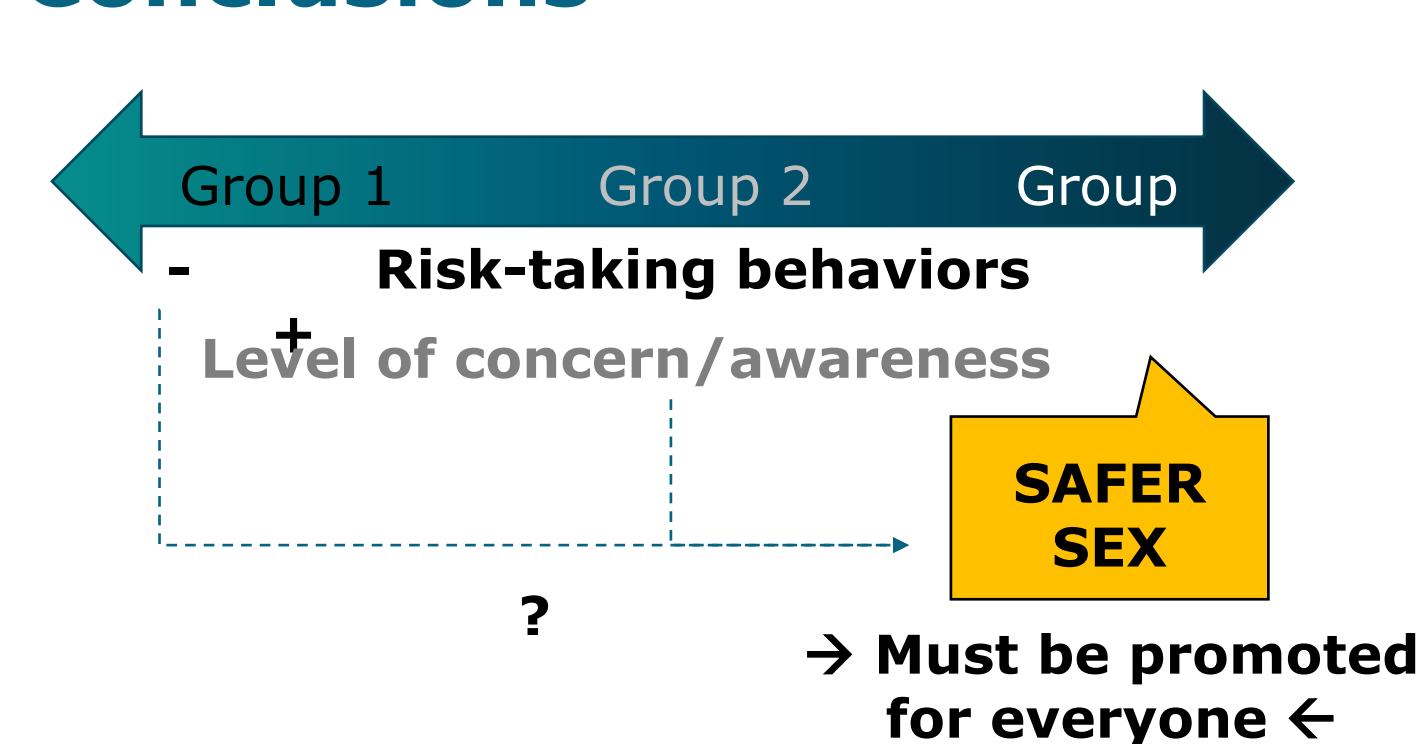 Conclusions
Group 1 Group 2 Group
- Risk-taking behaviors
+
Level of concern/awareness
SAFER
SEX
?
→ Must be promoted
for everyone ←